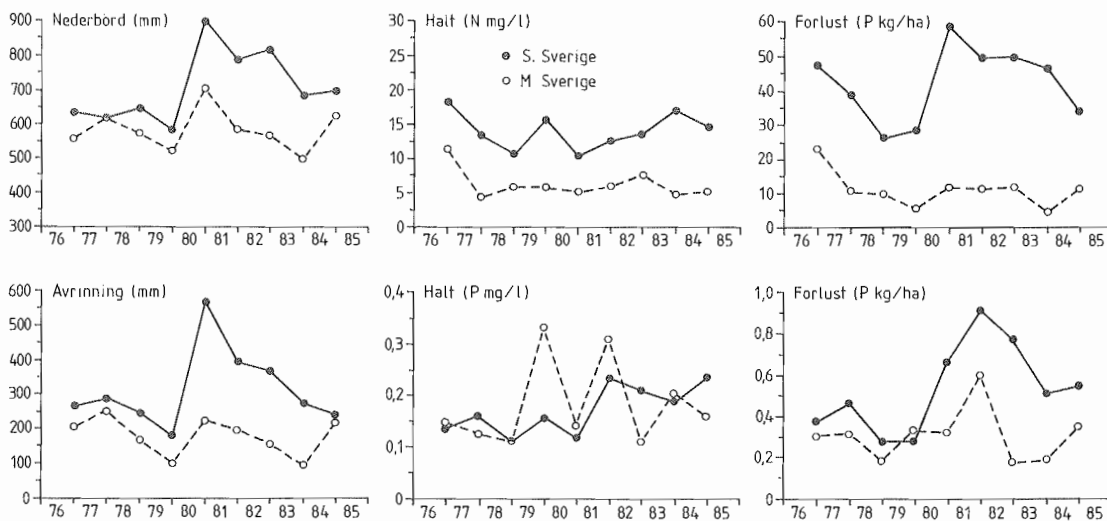 Nederbörd (mm)
900
800
700
600
500
400
300
76 77 78 79 80 81 82 83 84 85
Halt (N mg/l)
30
25
20
15
10
5
0
S. Sverige
M Sverige
76 77 78 79 80 81 82 83 84 85
Forlust (P kg/ha)
60
50
40
30
20
10
0
76 77 78 79 80 81 82 83 84 85
Avrinning (mm)
600
500
400
300
200
100
0
76 77 78 79 80 81 82 83 84 85
Halt (P mg/l)
0,4
0,3
0,2
0,1
0
76 77 78 79 80 81 82 83 84 85
Forlust (P kg/ha)
1,0
0,8
0,6
0,4
0,2
0
76 77 78 79 80 81 82 83 84 85